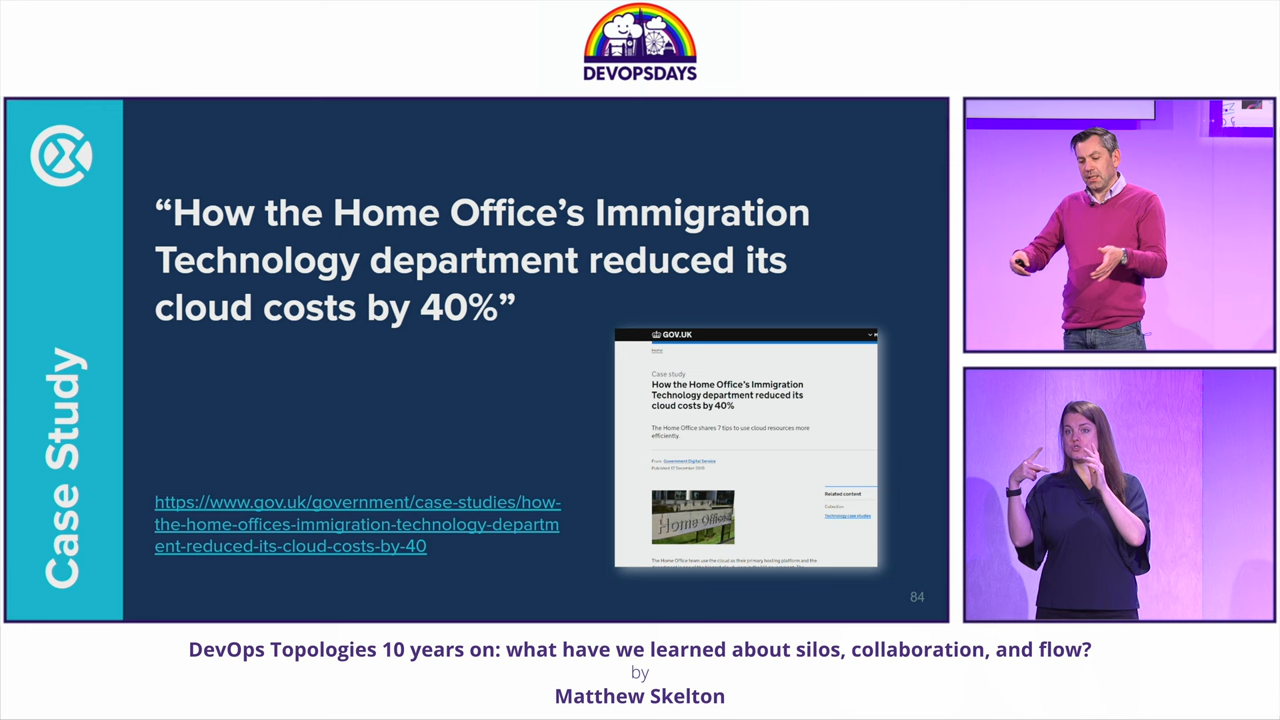 DEVOPSDAYS
Case Study
“How the Home Office’s Immigration
Technology department reduced its
cloud costs by 40%”
https://www.gov.uk/government/case-studies/how-
the-home-offices-immigration-technology-departm
ent-reduced-its-cloud-costs-by-40
GOV.UK
Home
Case study
How the Home Office’s Immigration
Technology department reduced its
cloud costs by 40%
The Home Office shares 7 tips to use cloud resources more
efficiently.
From: Government Digital Service
Related content
Collection
Technology case studies
Home Office
The Home Office team use the cloud as their primary hosting platform and the
84
DevOps Topologies 10 years on: what have we learned about silos, collaboration, and flow?
by
Matthew Skelton